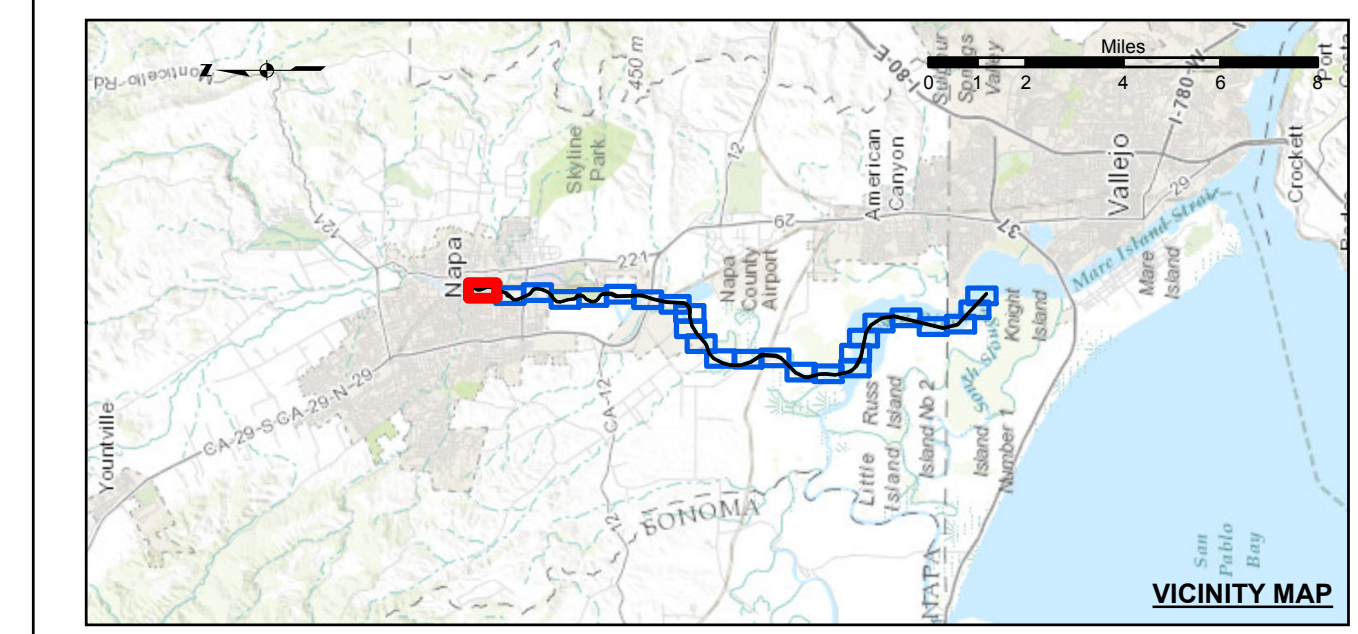 Monticello Rd
Z
450 m
Skyline
Park
I-80-E
Sulphur
Springs
Valley
Miles
0 1 2 4 6 8
I-780-W
Port
Costa
Crockett
121
12
American
Canyon
Vallejo
29
29
37
Napa
221
Napa
County
Airport
Mare Island Strait
Mare
Island
Knight
Island
South Slough
CA-29-S CA-29-N-29
Yountville
CA-12
12
Little
Island
Russ
Island
Island No 2
Island
Number 1
SONOMA
NAPA
San
Pablo
Bay
VICINITY MAP